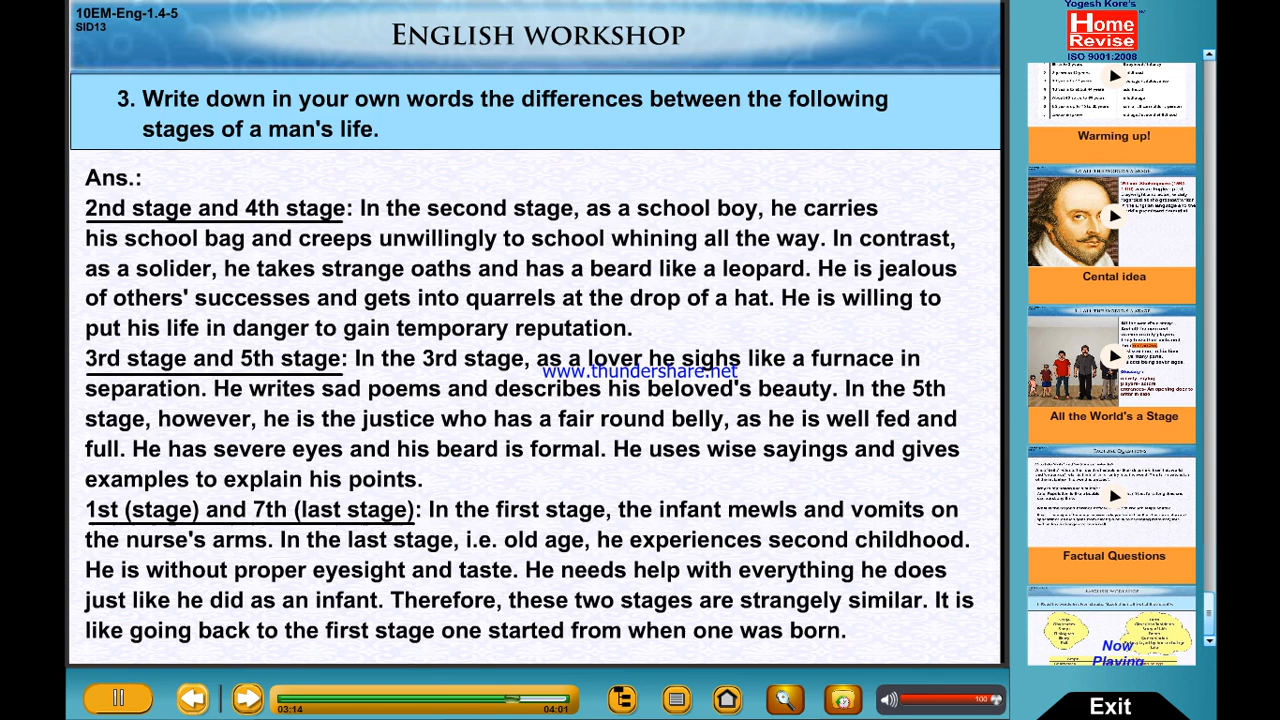 10EM-Eng-1.4-5
SID13
ENGLISH WORKSHOP
3. Write down in your own words the differences between the following
stages of a man's life.
Ans.:
2nd stage and 4th stage: In the second stage, as a school boy, he carries
his school bag and creeps unwillingly to school whining all the way. In contrast,
as a solider, he takes strange oaths and has a beard like a leopard. He is jealous
of others' successes and gets into quarrels at the drop of a hat. He is willing to
put his life in danger to gain temporary reputation.
3rd stage and 5th stage: In the 3rd stage, as a lover he sighs like a furnace in
www.thundershare.net
separation. He writes sad poems and describes his beloved's beauty. In the 5th
stage, however, he is the justice who has a fair round belly, as he is well fed and
full. He has severe eyes and his beard is formal. He uses wise sayings and gives
examples to explain his points.
1st (stage) and 7th (last stage): In the first stage, the infant mewls and vomits on
the nurse's arms. In the last stage, i.e. old age, he experiences second childhood.
He is without proper eyesight and taste. He needs help with everything he does
just like he did as an infant. Therefore, these two stages are strangely similar. It is
like going back to the first stage one started from when one was born.
03:14
04:01
100
Yogesh Kore's
Home
Revise
ISO 9001:2008
Warming up!
Cental idea
All the World's a Stage
Factual Questions
Now
Playing
Exit